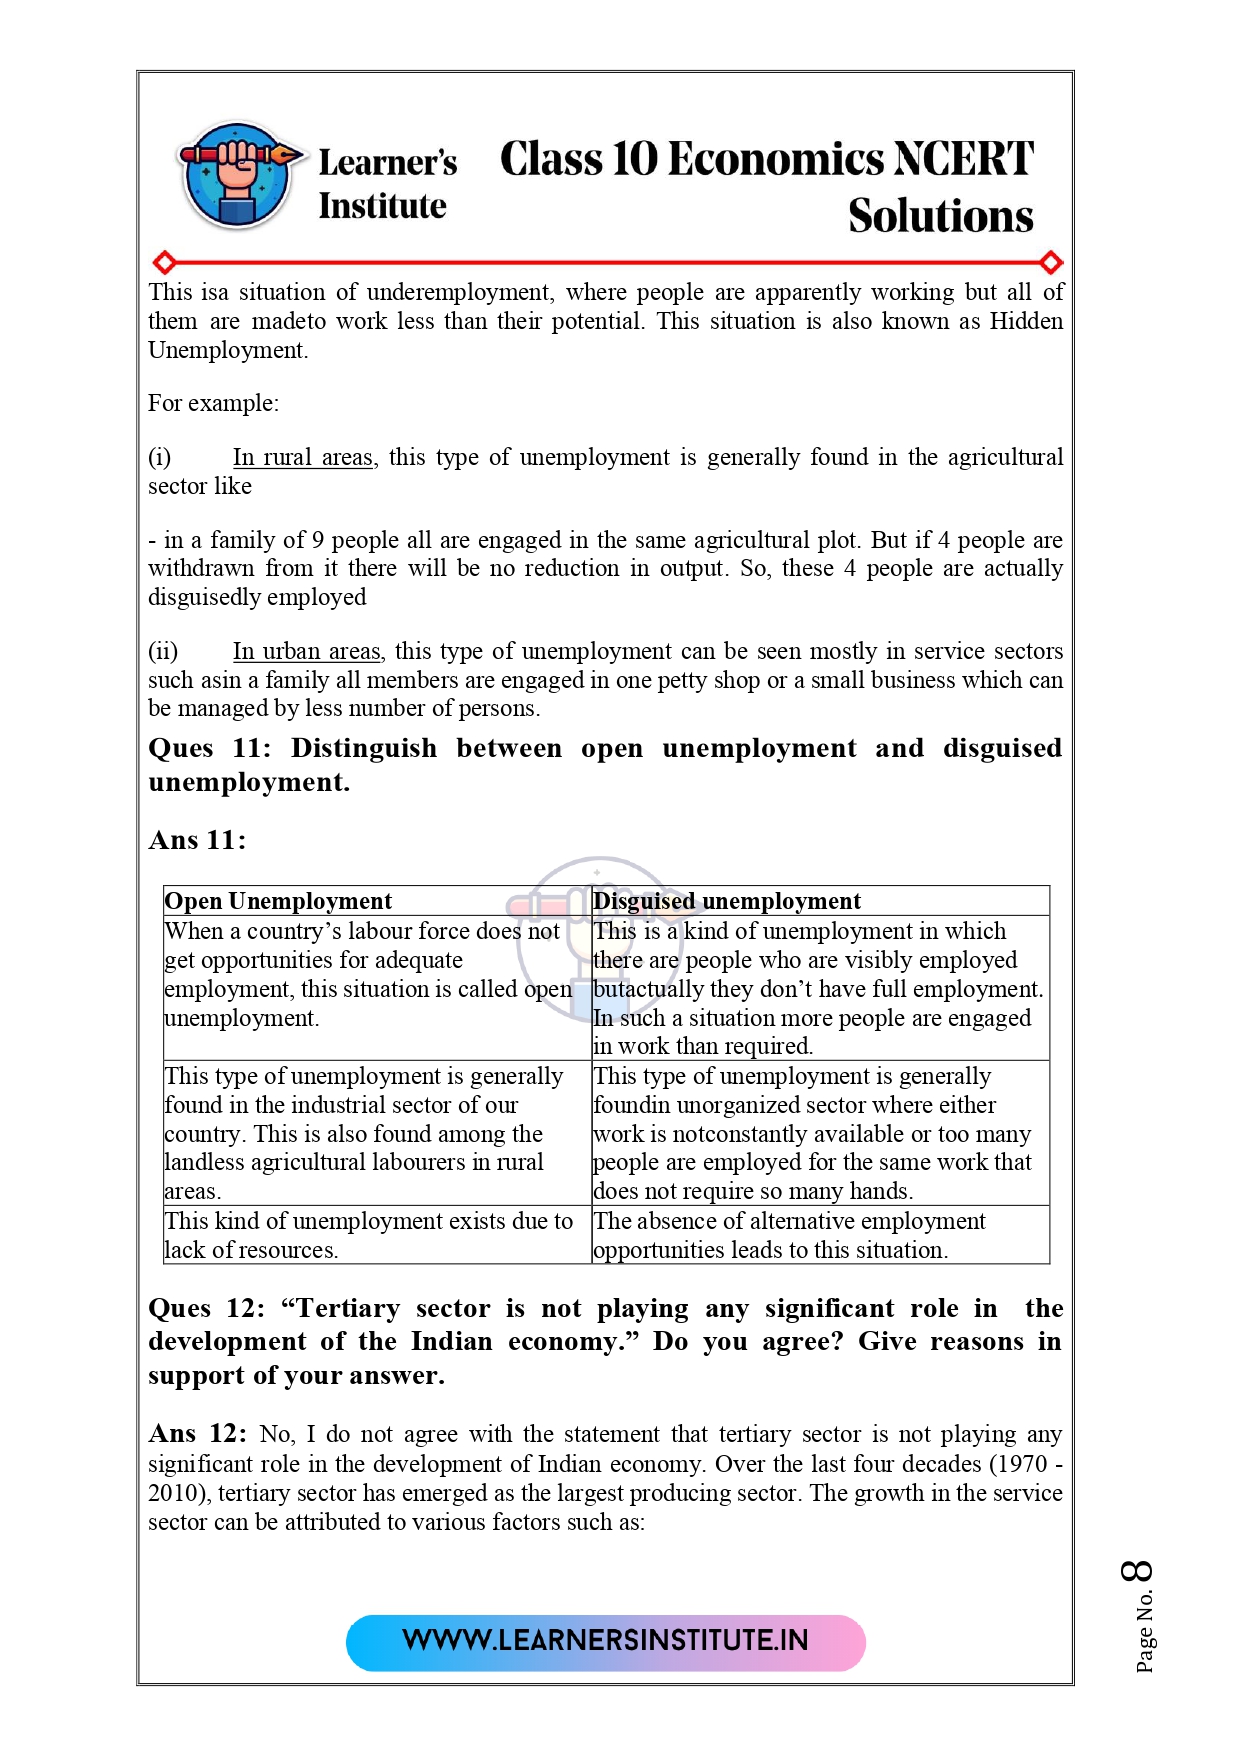 Learner's
Institute
Class 10 Economics NCERT
Solutions
This isa situation of underemployment, where people are apparently working but all of
them are madeto work less than their potential. This situation is also known as Hidden
Unemployment.
For example:
(i) In rural areas, this type of unemployment is generally found in the agricultural
sector like
- in a family of 9 people all are engaged in the same agricultural plot. But if 4 people are
withdrawn from it there will be no reduction in output. So, these 4 people are actually
disguisedly employed
(ii) In urban areas, this type of unemployment can be seen mostly in service sectors
such asin a family all members are engaged in one petty shop or a small business which can
be managed by less number of persons.
Ques 11: Distinguish between open unemployment and disguised
unemployment.
Ans 11:
Open Unemployment
Disguised unemployment
When a country's labour force does not
get opportunities for adequate
employment, this situation is called open
unemployment.
This is a kind of unemployment in which
there are people who are visibly employed
butactually they don't have full employment.
In such a situation more people are engaged
in work than required.
This type of unemployment is generally
found in the industrial sector of our
country. This is also found among the
landless agricultural labourers in rural
areas.
This type of unemployment is generally
foundin unorganized sector where either
work is notconstantly available or too many
people are employed for the same work that
does not require so many hands.
This kind of unemployment exists due to
lack of resources.
The absence of alternative employment
opportunities leads to this situation.
Ques 12: “Tertiary sector is not playing any significant role in the
development of the Indian economy.” Do you agree? Give reasons in
support of your answer.
Ans 12: No, I do not agree with the statement that tertiary sector is not playing any
significant role in the development of Indian economy. Over the last four decades (1970 -
2010), tertiary sector has emerged as the largest producing sector. The growth in the service
sector can be attributed to various factors such as:
WWW.LEARNERSINSTITUTE.IN
Page No. 8